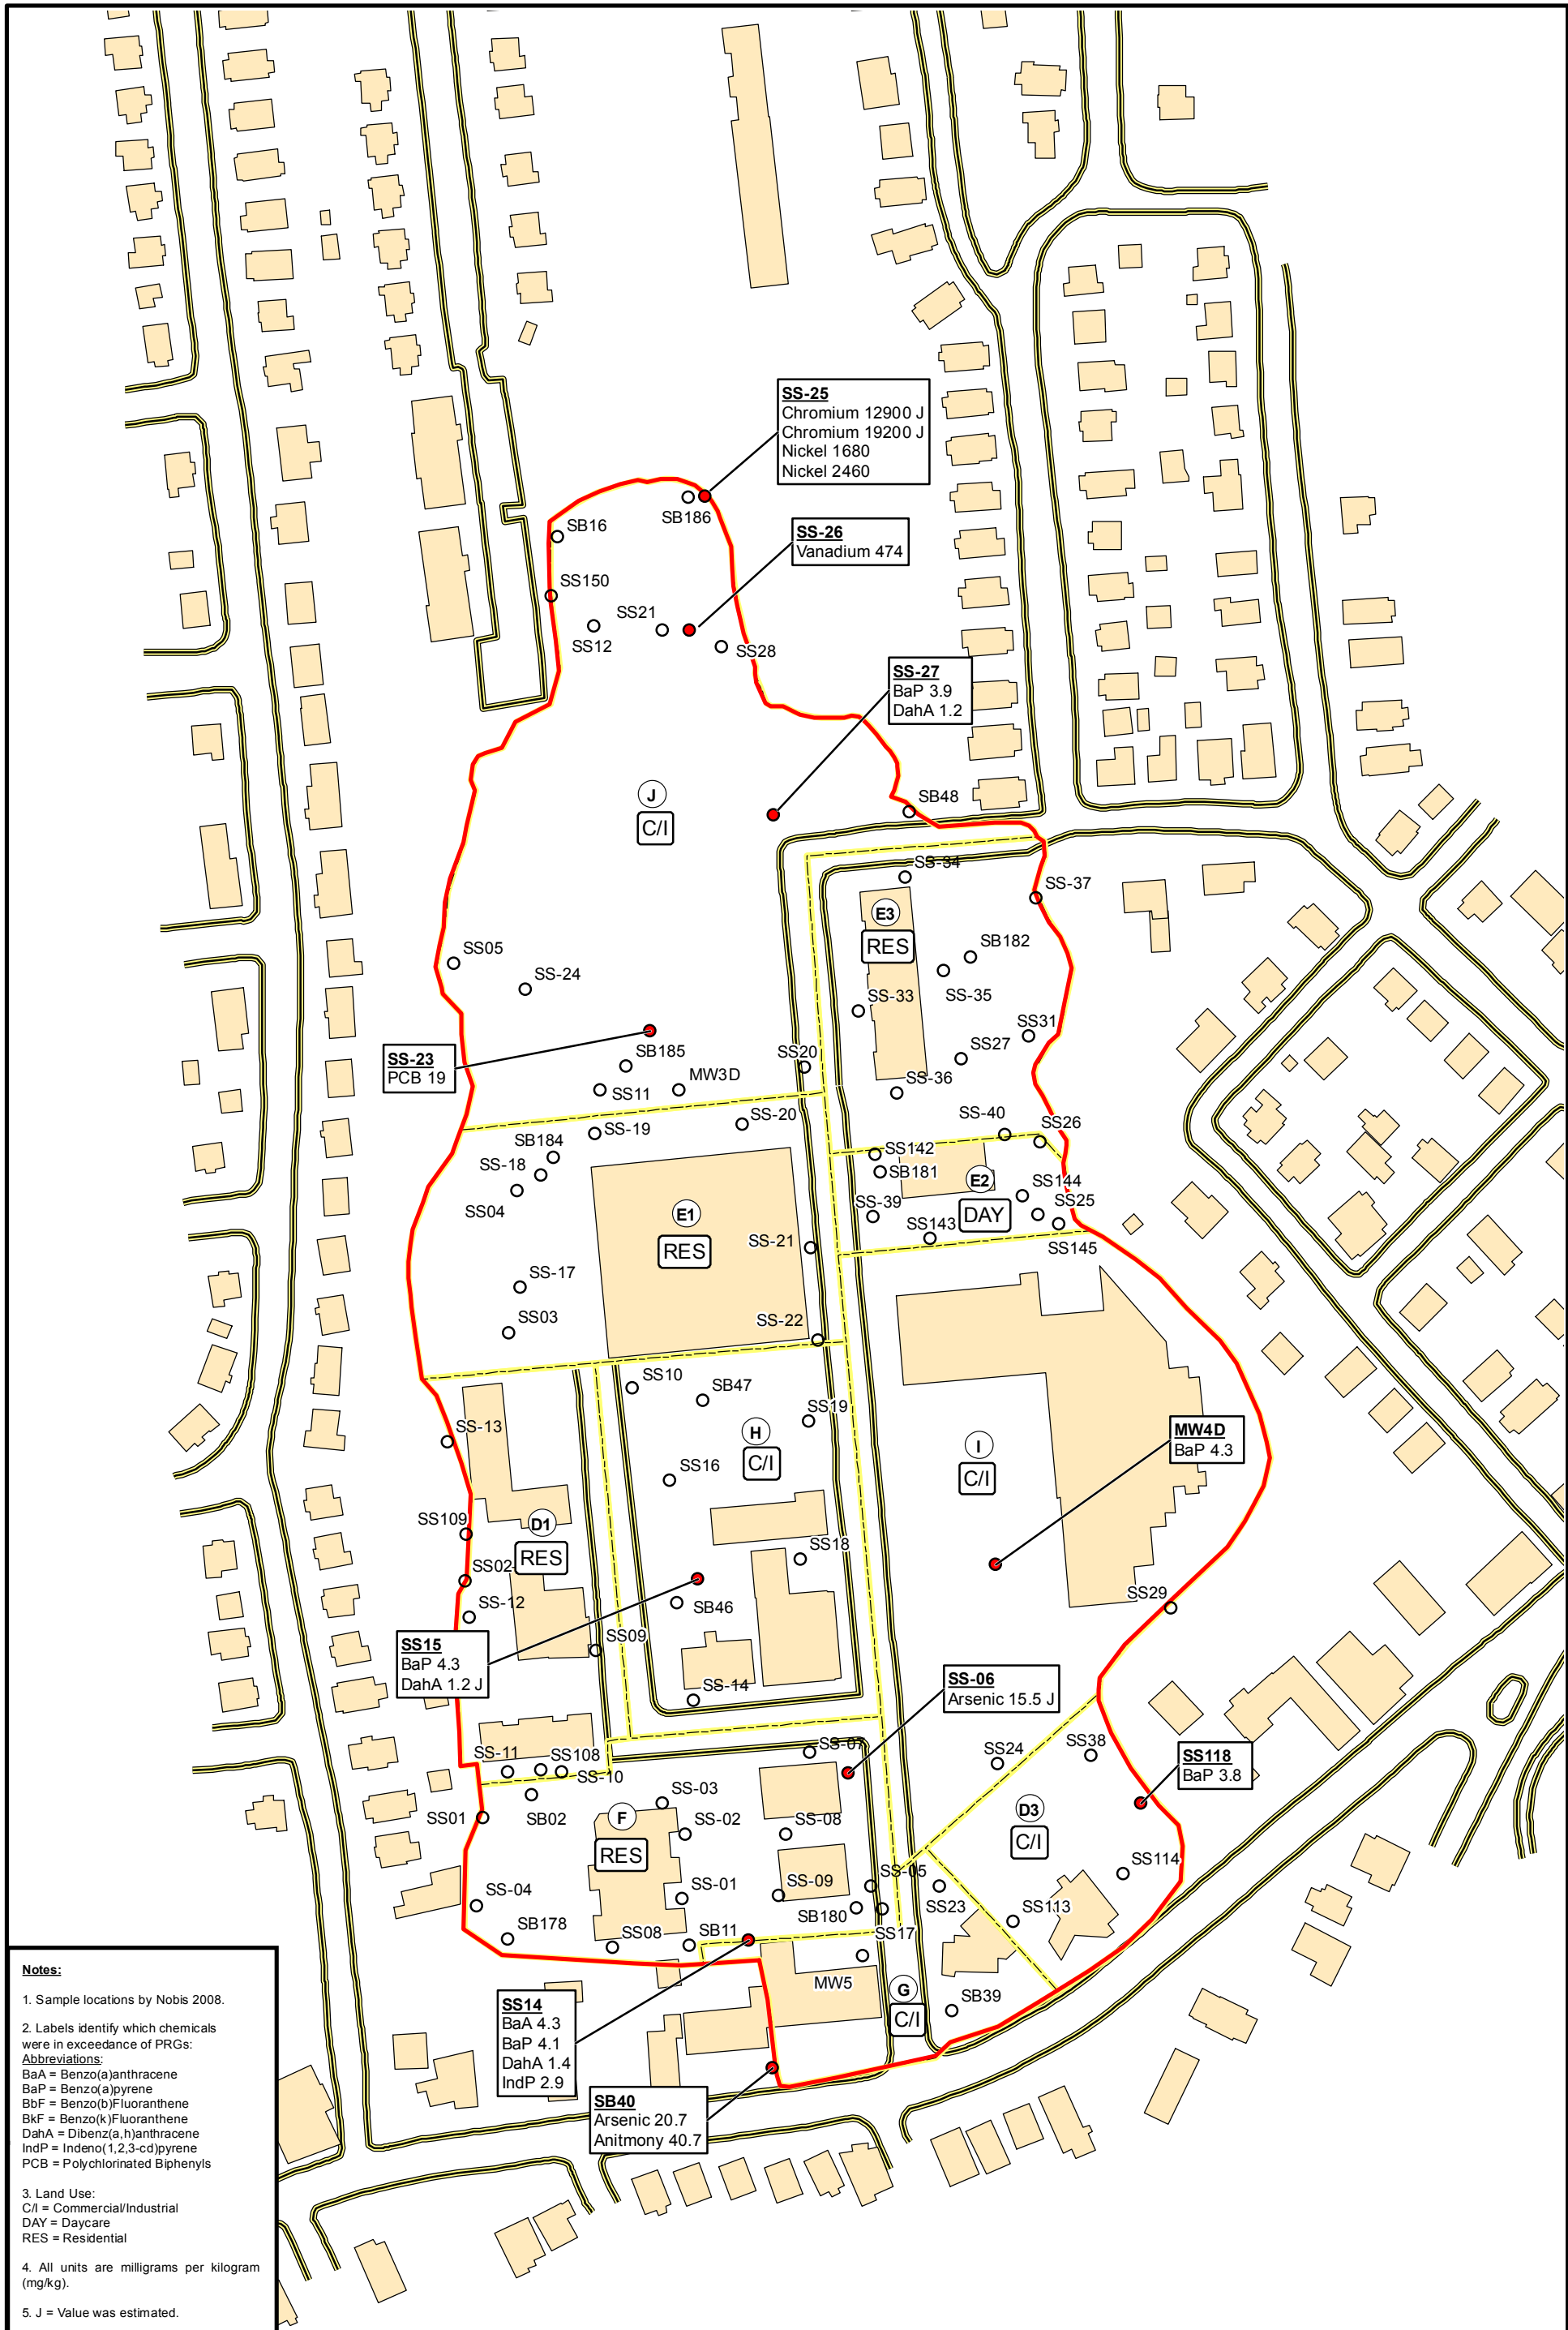 SS-25
Chromium 12900 J
Chromium 19200 J
Nickel 1680
Nickel 2460
SB186
SB16
SS-26
Vanadium 474
SS150
SS21
SS12
SS28
SS-27
BaP 3.9
DahA 1.2
J
C/I
SB48
SS-34
SS-37
E3
RES
SB182
SS05
SS-24
SS-35
SS-33
SS31
SS-23
PCB 19
SB185
SS20
SS27
MW3D
SS11
SS-36
SS-40
SS-20
SS-19
SS26
SB184
SS142
SS-18
SB181
E2
SS144
SS04
E1
SS-39
DAY
SS25
SS143
RES
SS-21
SS145
SS-17
SS03
SS-22
SS10
SB47
SS19
SS-13
H
C/I
I
C/I
MW4D
BaP 4.3
SS16
SS109
D1
RES
SS18
SS02
SS-12
SB46
SS29
SS15
BaP 4.3
DahA 1.2 J
SS09
SS-14
SS-06
Arsenic 15.5 J
SS-07
SS-11
SS108
SS-10
SS24
SS38
SS118
BaP 3.8
SS-03
SS01
SB02
F
RES
SS-02
SS-08
D3
C/I
SS114
SS-04
SS-01
SS-09
SS-05
SS23
SS113
SB180
SB178
SS08
SB11
SS17
MW5
G
C/I
SB39
SS14
BaA 4.3
BaP 4.1
DahA 1.4
IndP 2.9
SB40
Arsenic 20.7
Anitmony 40.7
Notes:
1. Sample locations by Nobis 2008.
2. Labels identify which chemicals
were in exceedance of PRGs:
Abbreviations:
BaA = Benzo(a)anthracene
BaP = Benzo(a)pyrene
BbF = Benzo(b)Fluoranthene
BkF = Benzo(k)Fluoranthene
DahA = Dibenz(a,h)anthracene
IndP = Indeno(1,2,3-cd)pyrene
PCB = Polychlorinated Biphenyls
3. Land Use:
C/I = Commercial/Industrial
DAY = Daycare
RES = Residential
4. All units are milligrams per kilogram
(mg/kg).
5. J = Value was estimated.